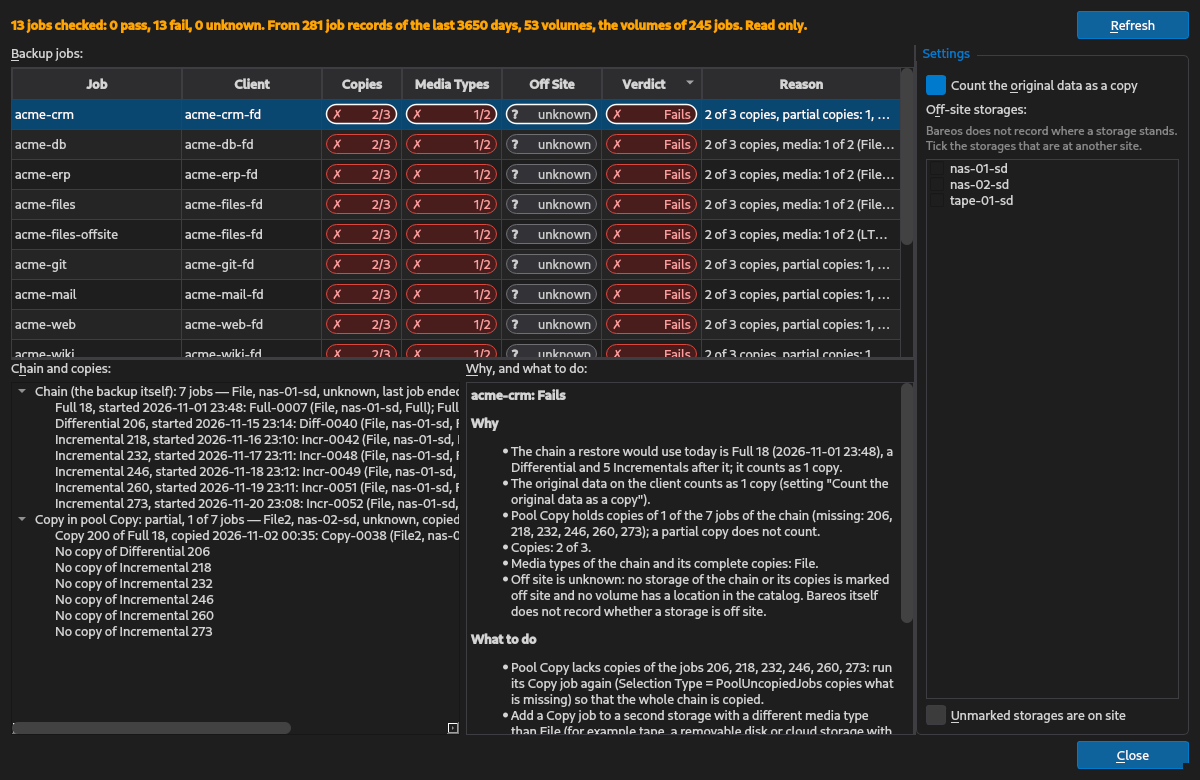 13 jobs checked: 0 pass, 13 fail, 0 unknown. From 281 job records of the last 3650 days, 53 volumes, the volumes of 245 jobs. Read only.
Refresh
Backup jobs:
Job Client Copies Media Types Off Site Verdict Reason
acme-crm acme-crm-fd ✗ 2/3 ✗ 1/2 ? unknown ✗ Fails 2 of 3 copies, partial copies: 1, ...
acme-db acme-db-fd ✗ 2/3 ✗ 1/2 ? unknown ✗ Fails 2 of 3 copies, media: 1 of 2 (File...
acme-erp acme-erp-fd ✗ 2/3 ✗ 1/2 ? unknown ✗ Fails 2 of 3 copies, media: 1 of 2 (File...
acme-files acme-files-fd ✗ 2/3 ✗ 1/2 ? unknown ✗ Fails 2 of 3 copies, media: 1 of 2 (File...
acme-files-offsite acme-files-fd ✗ 2/3 ✗ 1/2 ? unknown ✗ Fails 2 of 3 copies, media: 1 of 2 (LT...
acme-git acme-git-fd ✗ 2/3 ✗ 1/2 ? unknown ✗ Fails 2 of 3 copies, partial copies: 1, ...
acme-mail acme-mail-fd ✗ 2/3 ✗ 1/2 ? unknown ✗ Fails 2 of 3 copies, partial copies: 1, ...
acme-web acme-web-fd ✗ 2/3 ✗ 1/2 ? unknown ✗ Fails 2 of 3 copies, partial copies: 1, ...
acme-wiki acme-wiki-fd ✗ 2/3 ✗ 1/2 ? unknown ✗ Fails 2 of 3 copies, partial copies: 1
Chain and copies:
Chain (the backup itself): 7 jobs — File, nas-01-sd, unknown, last job ended
Full 18, started 2026-11-01 23:48: Full-0007 (File, nas-01-sd, Full); Full
Differential 206, started 2026-11-15 23:14: Diff-0040 (File, nas-01-sd,
Incremental 218, started 2026-11-16 23:10: Incr-0042 (File, nas-01-sd,
Incremental 232, started 2026-11-17 23:11: Incr-0048 (File, nas-01-sd,
Incremental 246, started 2026-11-18 23:12: Incr-0049 (File, nas-01-sd,
Incremental 260, started 2026-11-19 23:11: Incr-0051 (File, nas-01-sd,
Incremental 273, started 2026-11-20 23:08: Incr-0052 (File, nas-01-sd,
Copy in pool Copy: partial, 1 of 7 jobs — File2, nas-02-sd, unknown, copied
Copy 200 of Full 18, copied 2026-11-02 00:35: Copy-0038 (File2, nas-0
No copy of Differential 206
No copy of Incremental 218
No copy of Incremental 232
No copy of Incremental 246
No copy of Incremental 260
No copy of Incremental 273
Why, and what to do:
acme-crm: Fails
Why
• The chain a restore would use today is Full 18 (2026-11-01 23:48), a
Differential and 5 Incrementals after it; it counts as 1 copy.
• The original data on the client counts as 1 copy (setting "Count the
original data as a copy").
• Pool Copy holds copies of 1 of the 7 jobs of the chain (missing: 206,
218, 232, 246, 260, 273); a partial copy does not count.
• Copies: 2 of 3.
• Media types of the chain and its complete copies: File.
• Off site is unknown: no storage of the chain or its copies is marked
off site and no volume has a location in the catalog. Bareos itself
does not record whether a storage is off site.
What to do
• Pool Copy lacks copies of the jobs 206, 218, 232, 246, 260, 273: run
its Copy job again (Selection Type = PoolUncopiedJobs copies what
is missing) so that the whole chain is copied.
• Add a Copy job to a second storage with a different media type
than File (for example tape, a removable disk or cloud storage with
Settings
Count the original data as a copy
Off-site storages:
Bareos does not record where a storage stands.
Tick the storages that are at another site.
nas-01-sd
nas-02-sd
tape-01-sd
Unmarked storages are on site
Close